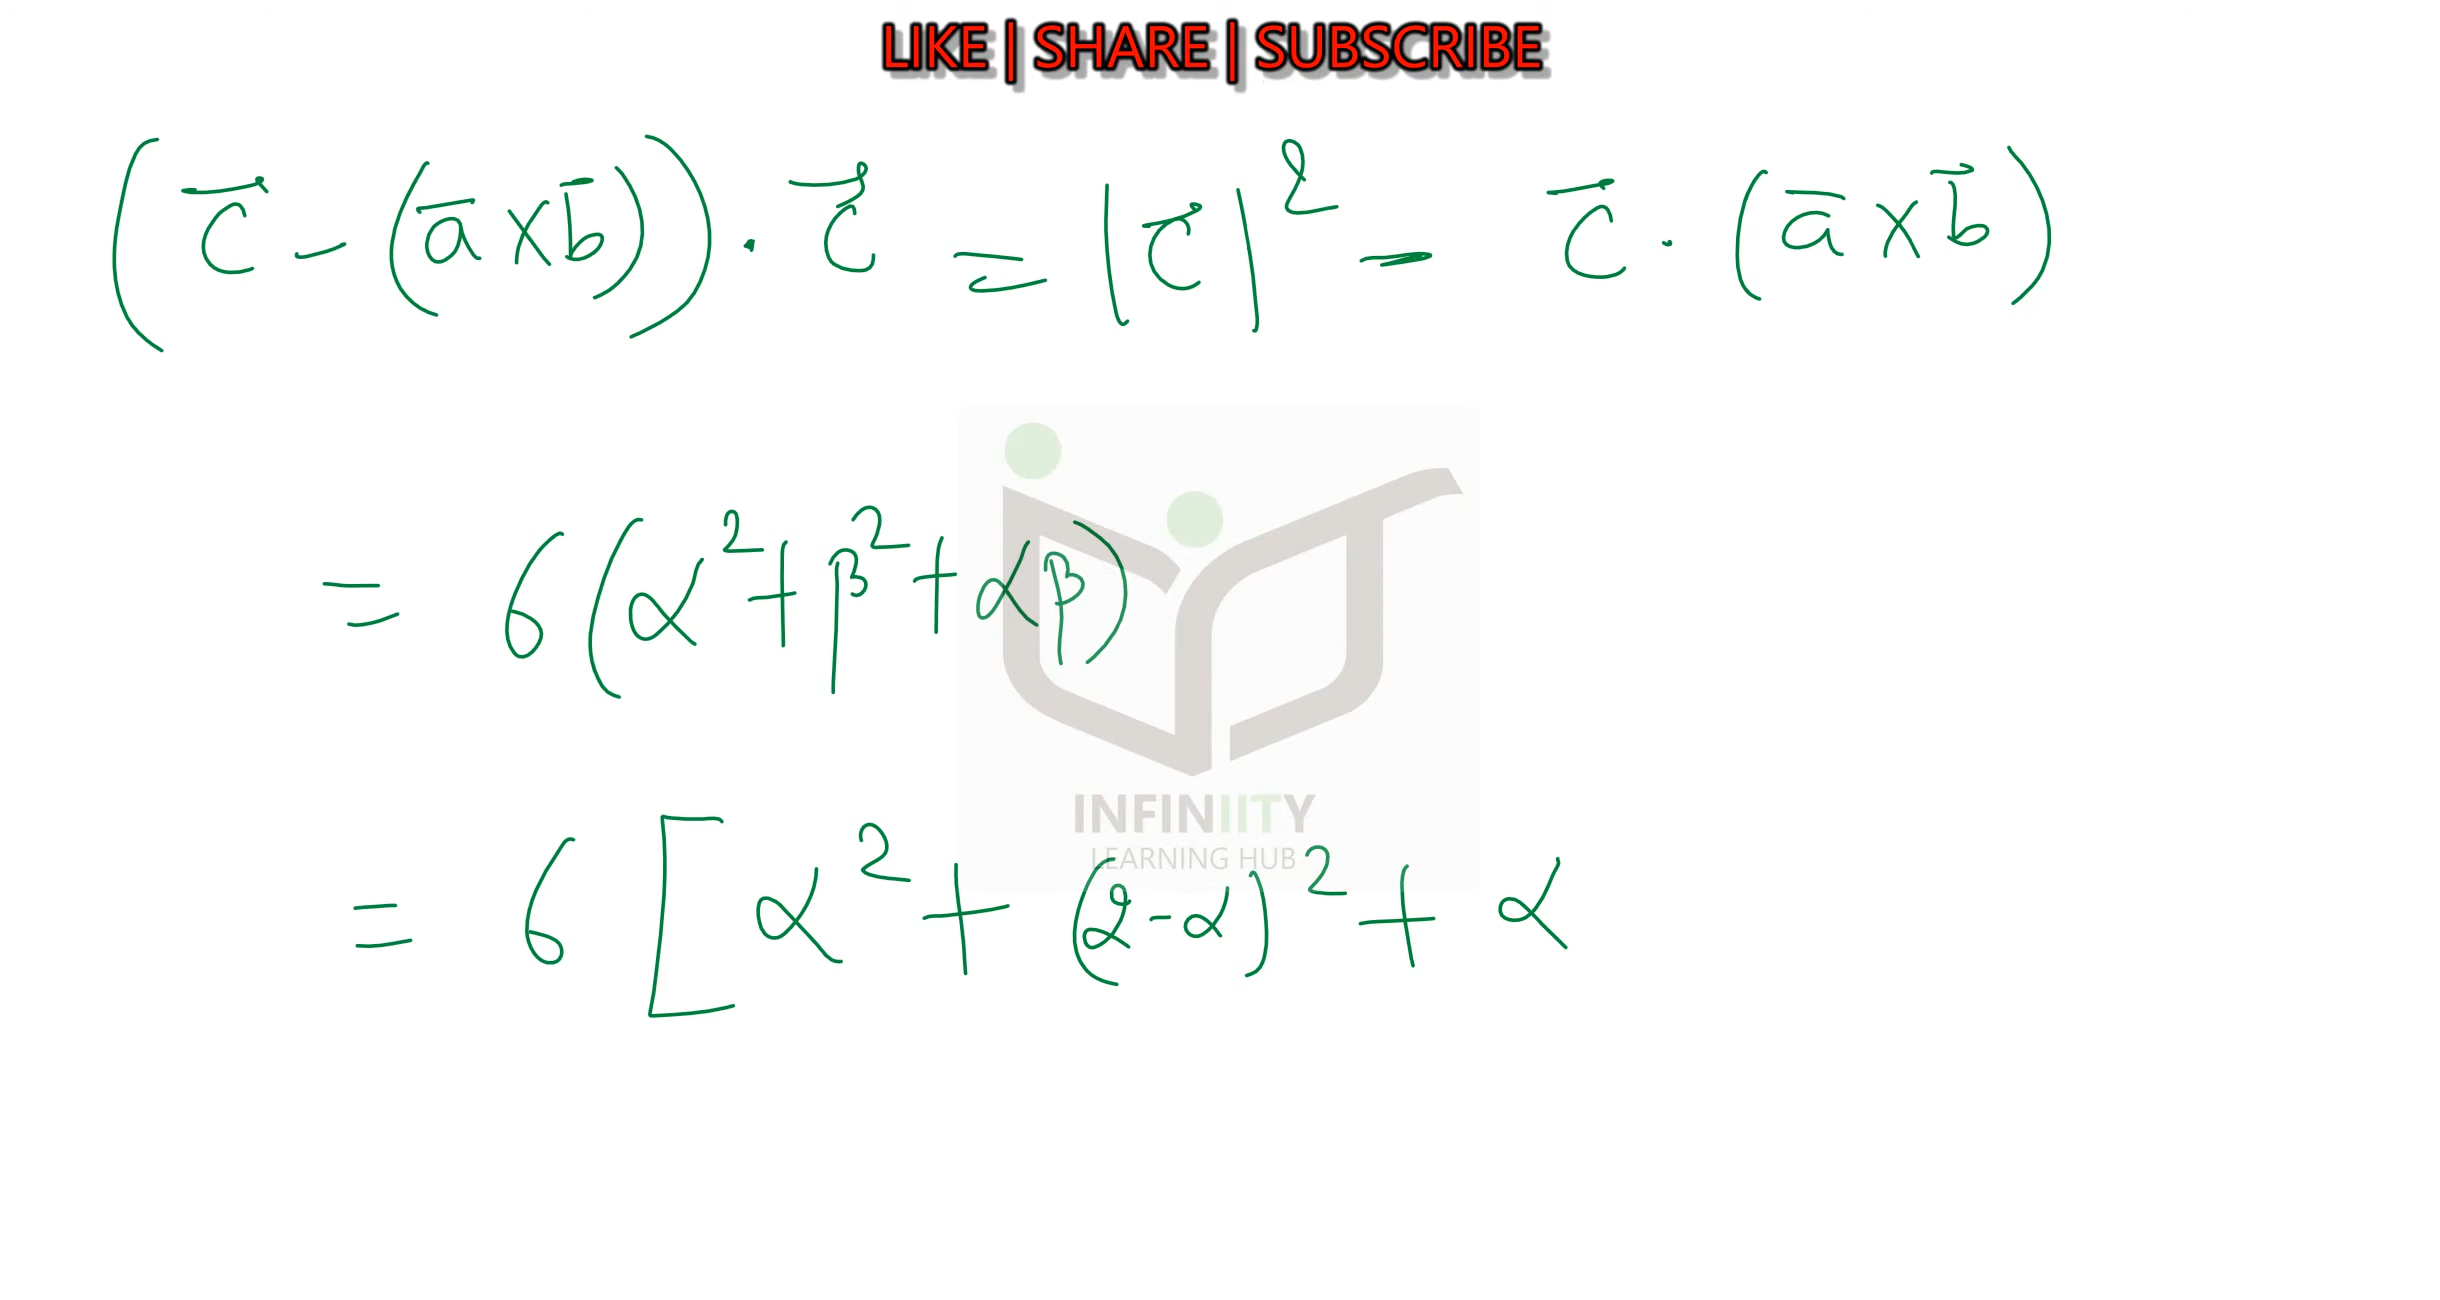 LIKE | SHARE | SUBSCRIBE
(c⃗ - (a⃗ × b⃗)) · c⃗ = |c⃗|² - c⃗ · (a⃗ × b⃗)
= 6(α² + β² + αβ)
INFINIITY
LEARNING HUB
= 6[α² + (2-α)² + α